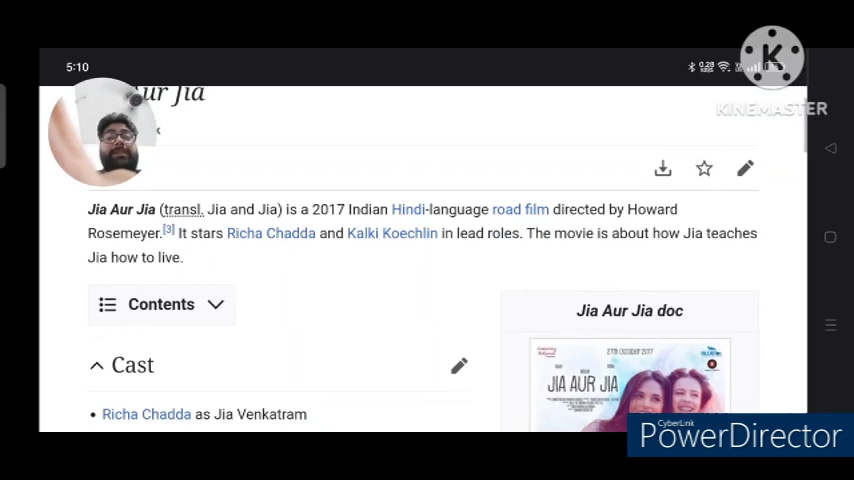 5:10
0.28
KB/S
KINEMASTER
ur Jia
Jia Aur Jia (transl. Jia and Jia) is a 2017 Indian Hindi-language road film directed by Howard
Rosemeyer.[3] It stars Richa Chadda and Kalki Koechlin in lead roles. The movie is about how Jia teaches
Jia how to live.
Contents
Jia Aur Jia doc
Cast
27th October 2017
JIA AUR JIA
• Richa Chadda as Jia Venkatram
CyberLink
PowerDirector